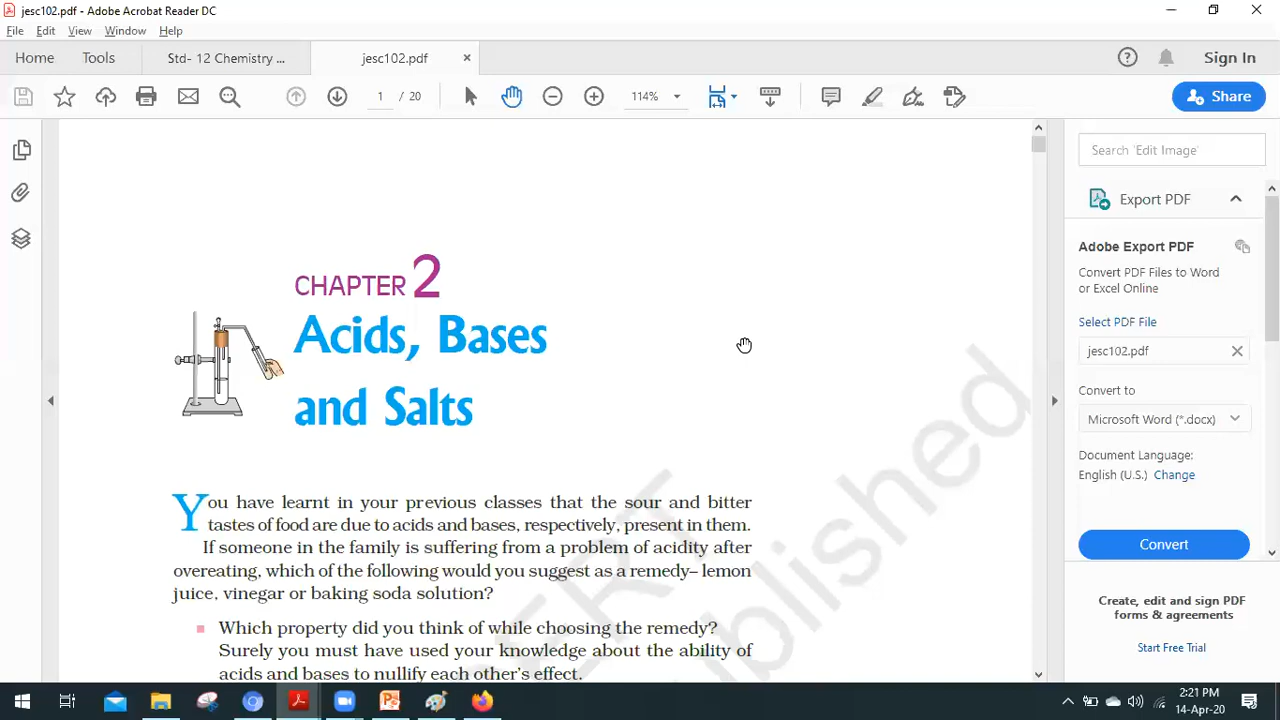 jesc102.pdf - Adobe Acrobat Reader DC
File Edit View Window Help
Home Tools Std- 12 Chemistry ... jesc102.pdf × Sign In
1 / 20 114% Share
Search 'Edit Image'
Export PDF
Adobe Export PDF
Convert PDF Files to Word
or Excel Online
Select PDF File
jesc102.pdf
Convert to
Microsoft Word (*.docx)
Document Language:
English (U.S.) Change
Convert
Create, edit and sign PDF
forms & agreements
Start Free Trial
CHAPTER 2
Acids, Bases
and Salts
You have learnt in your previous classes that the sour and bitter
tastes of food are due to acids and bases, respectively, present in them.
If someone in the family is suffering from a problem of acidity after
overeating, which of the following would you suggest as a remedy– lemon
juice, vinegar or baking soda solution?
■ Which property did you think of while choosing the remedy?
Surely you must have used your knowledge about the ability of
acids and bases to nullify each other's effect.
2:21 PM
14-Apr-20